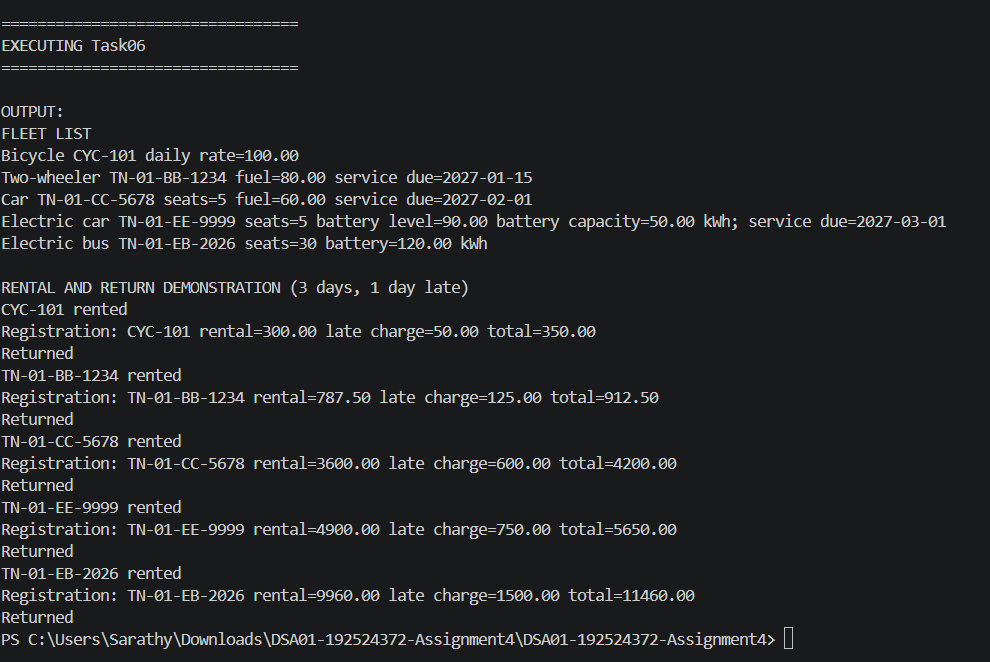 =================================
EXECUTING Task06
=================================
OUTPUT:
FLEET LIST
Bicycle CYC-101 daily rate=100.00
Two-wheeler TN-01-BB-1234 fuel=80.00 service due=2027-01-15
Car TN-01-CC-5678 seats=5 fuel=60.00 service due=2027-02-01
Electric car TN-01-EE-9999 seats=5 battery level=90.00 battery capacity=50.00 kWh; service due=2027-03-01
Electric bus TN-01-EB-2026 seats=30 battery=120.00 kWh
RENTAL AND RETURN DEMONSTRATION (3 days, 1 day late)
CYC-101 rented
Registration: CYC-101 rental=300.00 late charge=50.00 total=350.00
Returned
TN-01-BB-1234 rented
Registration: TN-01-BB-1234 rental=787.50 late charge=125.00 total=912.50
Returned
TN-01-CC-5678 rented
Registration: TN-01-CC-5678 rental=3600.00 late charge=600.00 total=4200.00
Returned
TN-01-EE-9999 rented
Registration: TN-01-EE-9999 rental=4900.00 late charge=750.00 total=5650.00
Returned
TN-01-EB-2026 rented
Registration: TN-01-EB-2026 rental=9960.00 late charge=1500.00 total=11460.00
Returned
PS C:\Users\Sarathy\Downloads\DSA01-192524372-Assignment4\DSA01-192524372-Assignment4>